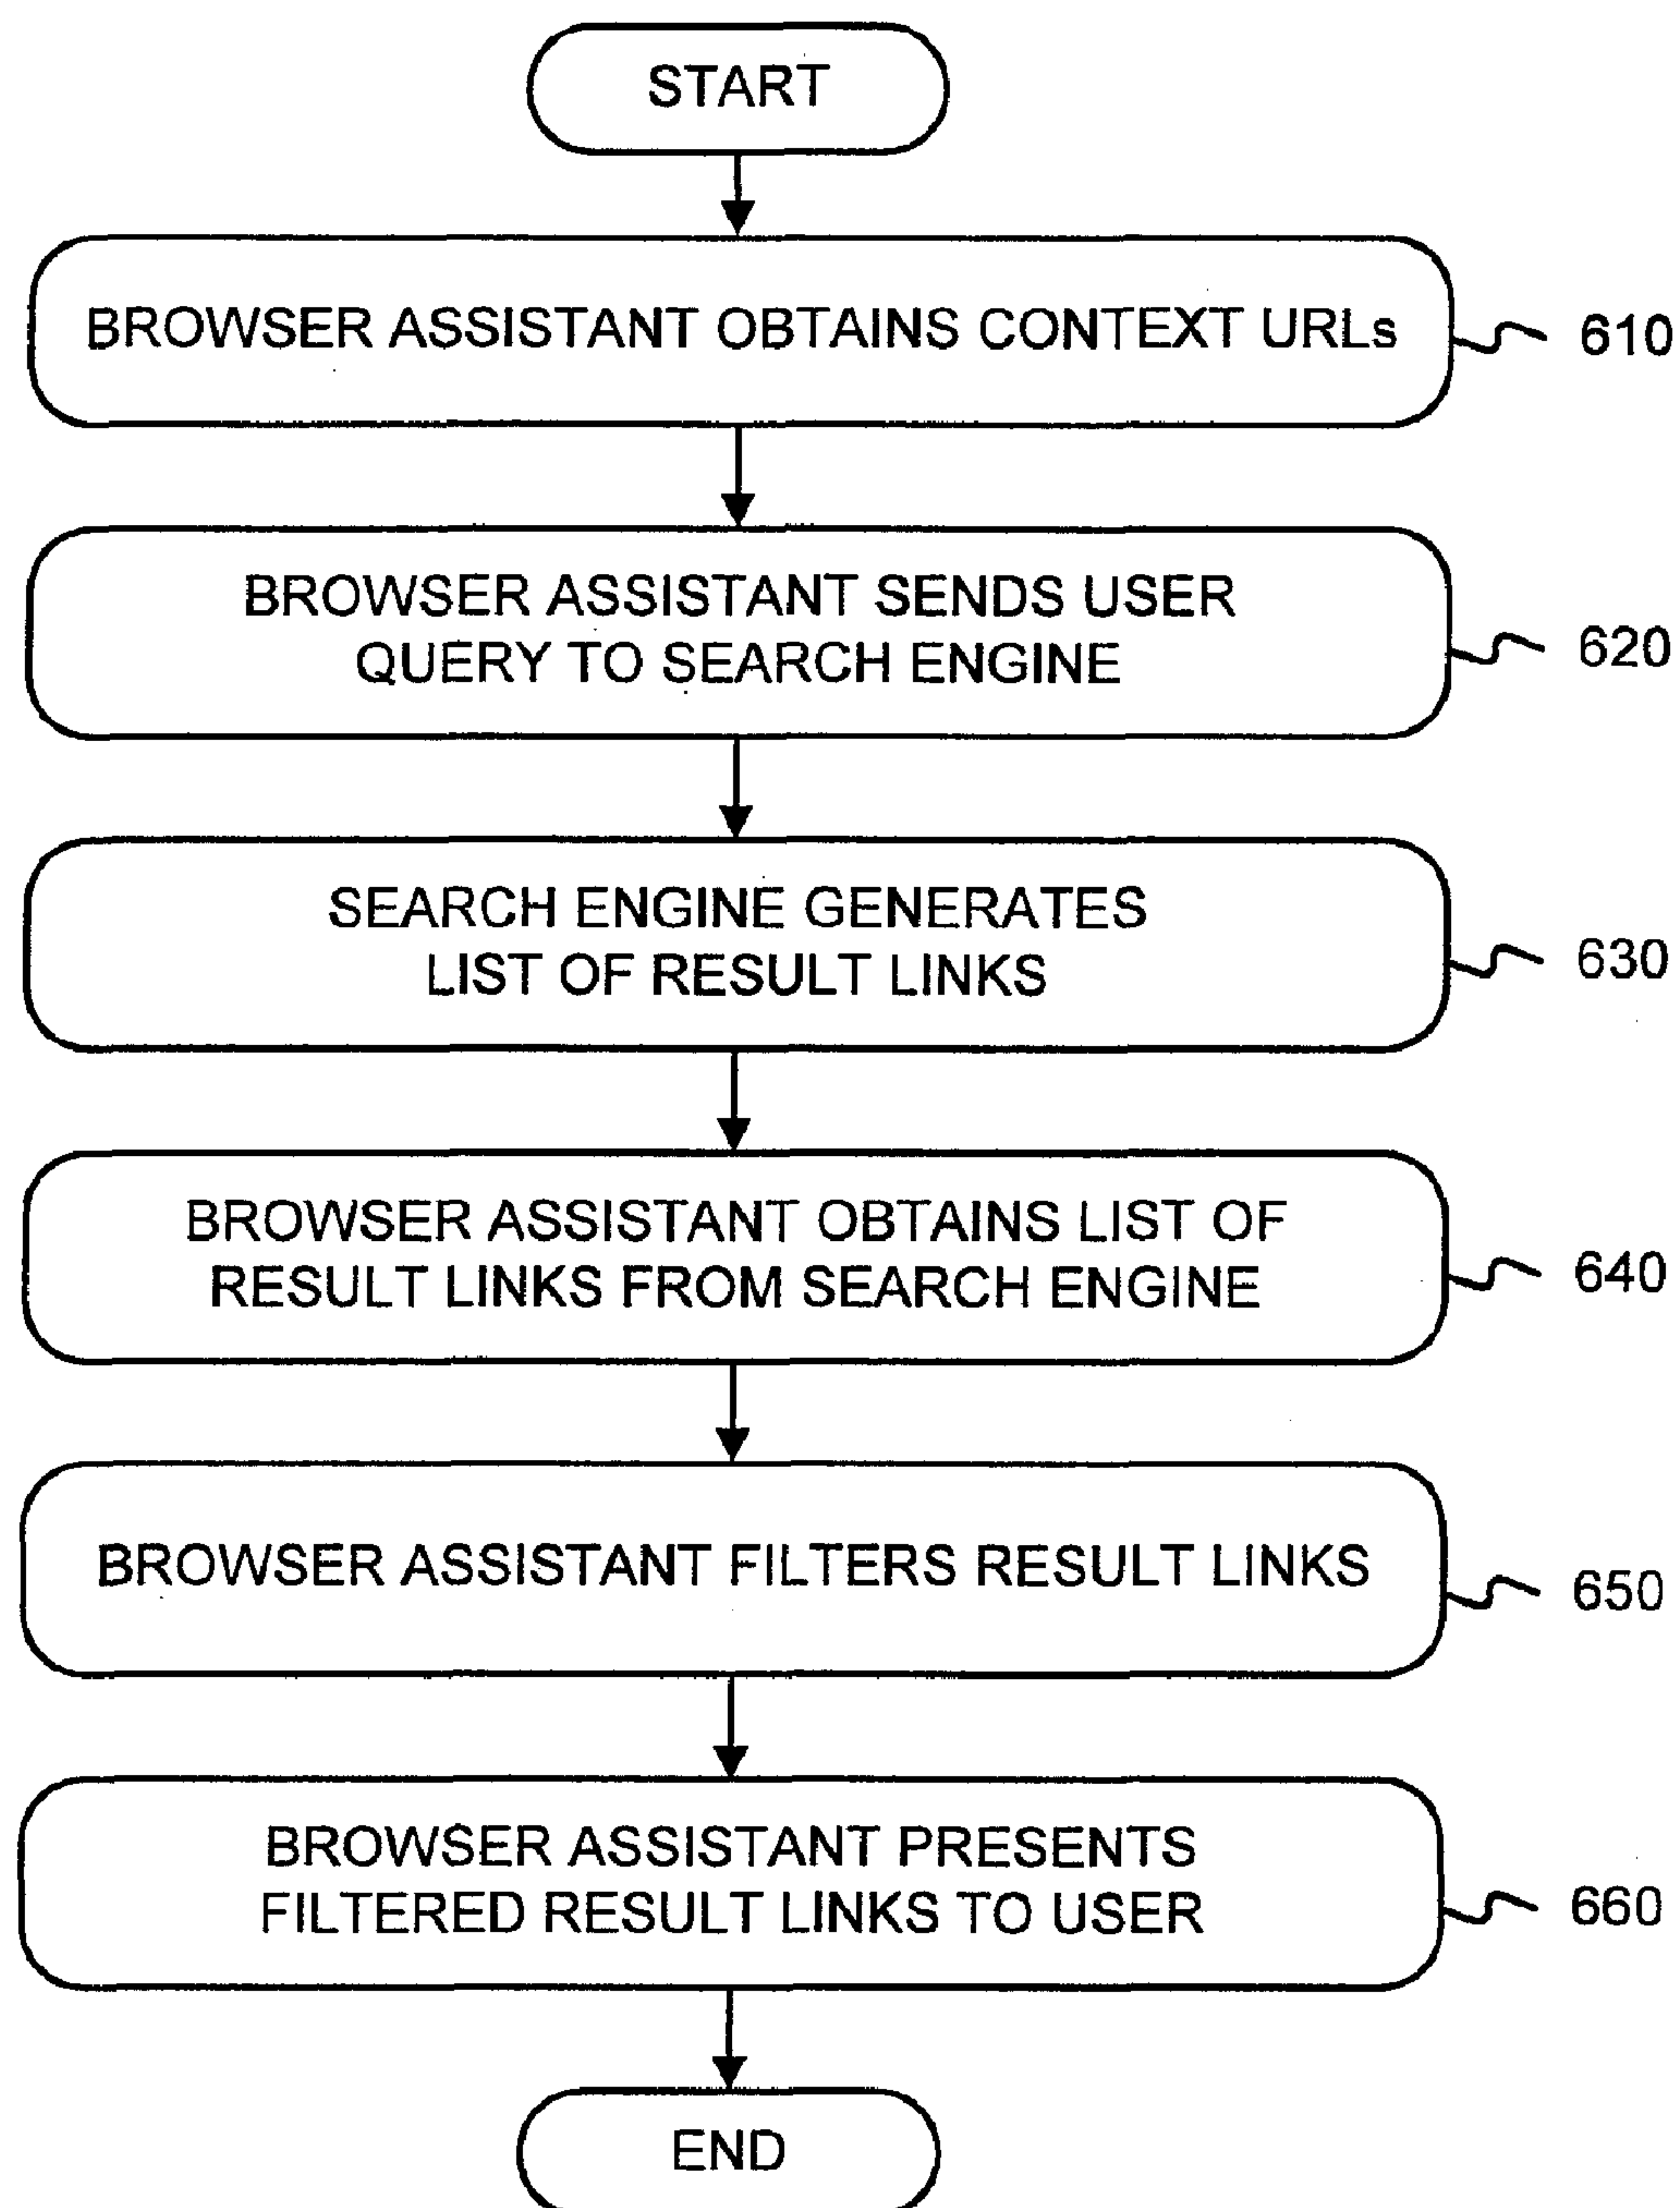 START
BROWSER ASSISTANT OBTAINS CONTEXT URLs
610
BROWSER ASSISTANT SENDS USER
QUERY TO SEARCH ENGINE
620
SEARCH ENGINE GENERATES
LIST OF RESULT LINKS
630
BROWSER ASSISTANT OBTAINS LIST OF
RESULT LINKS FROM SEARCH ENGINE
640
BROWSER ASSISTANT FILTERS RESULT LINKS
650
BROWSER ASSISTANT PRESENTS
FILTERED RESULT LINKS TO USER
660
END